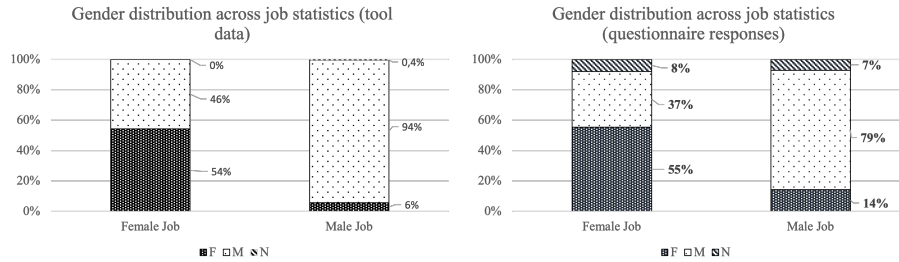 Gender distribution across job statistics (tool
data)
100%
80%
60%
40%
20%
0%
0%
46%
54%
0,4%
94%
6%
Female Job
Male Job
F M N
Gender distribution across job statistics
(questionnaire responses)
100%
80%
60%
40%
20%
0%
8%
37%
55%
7%
79%
14%
Female Job
Male Job
F M N